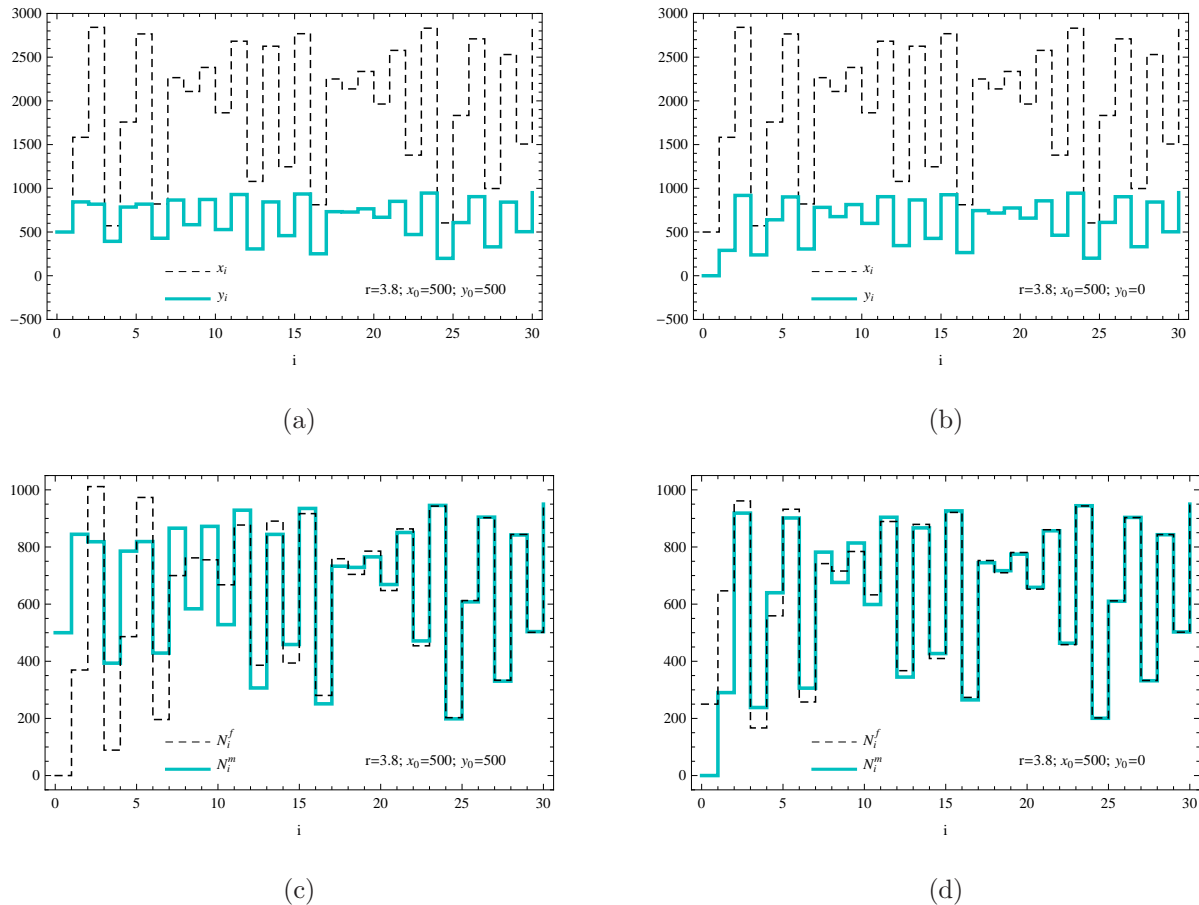 3000
2500
2000
1500
1000
500
0
−500
0 5 10 15 20 25 30
i
x_i
y_i
r=3.8; x_0=500; y_0=500
(a)
3000
2500
2000
1500
1000
500
0
−500
0 5 10 15 20 25 30
i
x_i
y_i
r=3.8; x_0=500; y_0=0
(b)
1000
800
600
400
200
0
0 5 10 15 20 25 30
i
N_i^f
N_i^m
r=3.8; x_0=500; y_0=500
(c)
1000
800
600
400
200
0
0 5 10 15 20 25 30
i
N_i^f
N_i^m
r=3.8; x_0=500; y_0=0
(d)